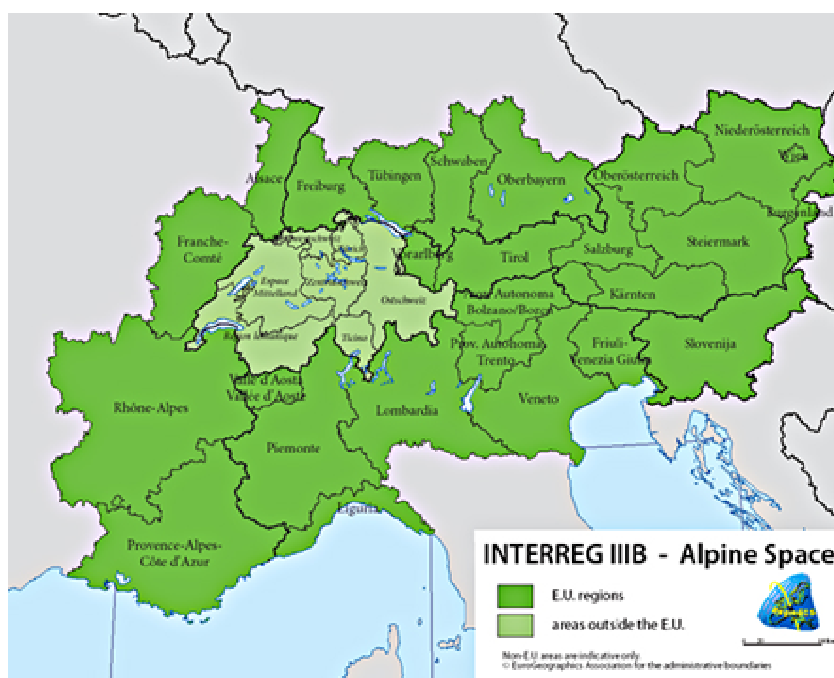 Niederösterreich
Wien
Schwaben
Tübingen
Oberbayern
Oberösterreich
Alsace
Freiburg
Burgenland
Franche-
Comté
Vorarlberg
Tirol
Salzburg
Steiermark
Espace
Mittelland
Zentralschweiz
Ostschweiz
Prov. Autonoma
Bolzano/Bozen
Kärnten
Région lémanique
Ticino
Prov. Autonoma
Trento
Friuli-
Venezia Giulia
Slovenija
Valle d'Aosta
Vallée d'Aoste
Rhône-Alpes
Lombardia
Veneto
Piemonte
Liguria
Provence-Alpes-
Côte d'Azur
INTERREG IIIB - Alpine Space
E.U. regions
areas outside the E.U.
Non-E.U. areas are indicative only.
© EuroGeographics Association for the administrative boundaries